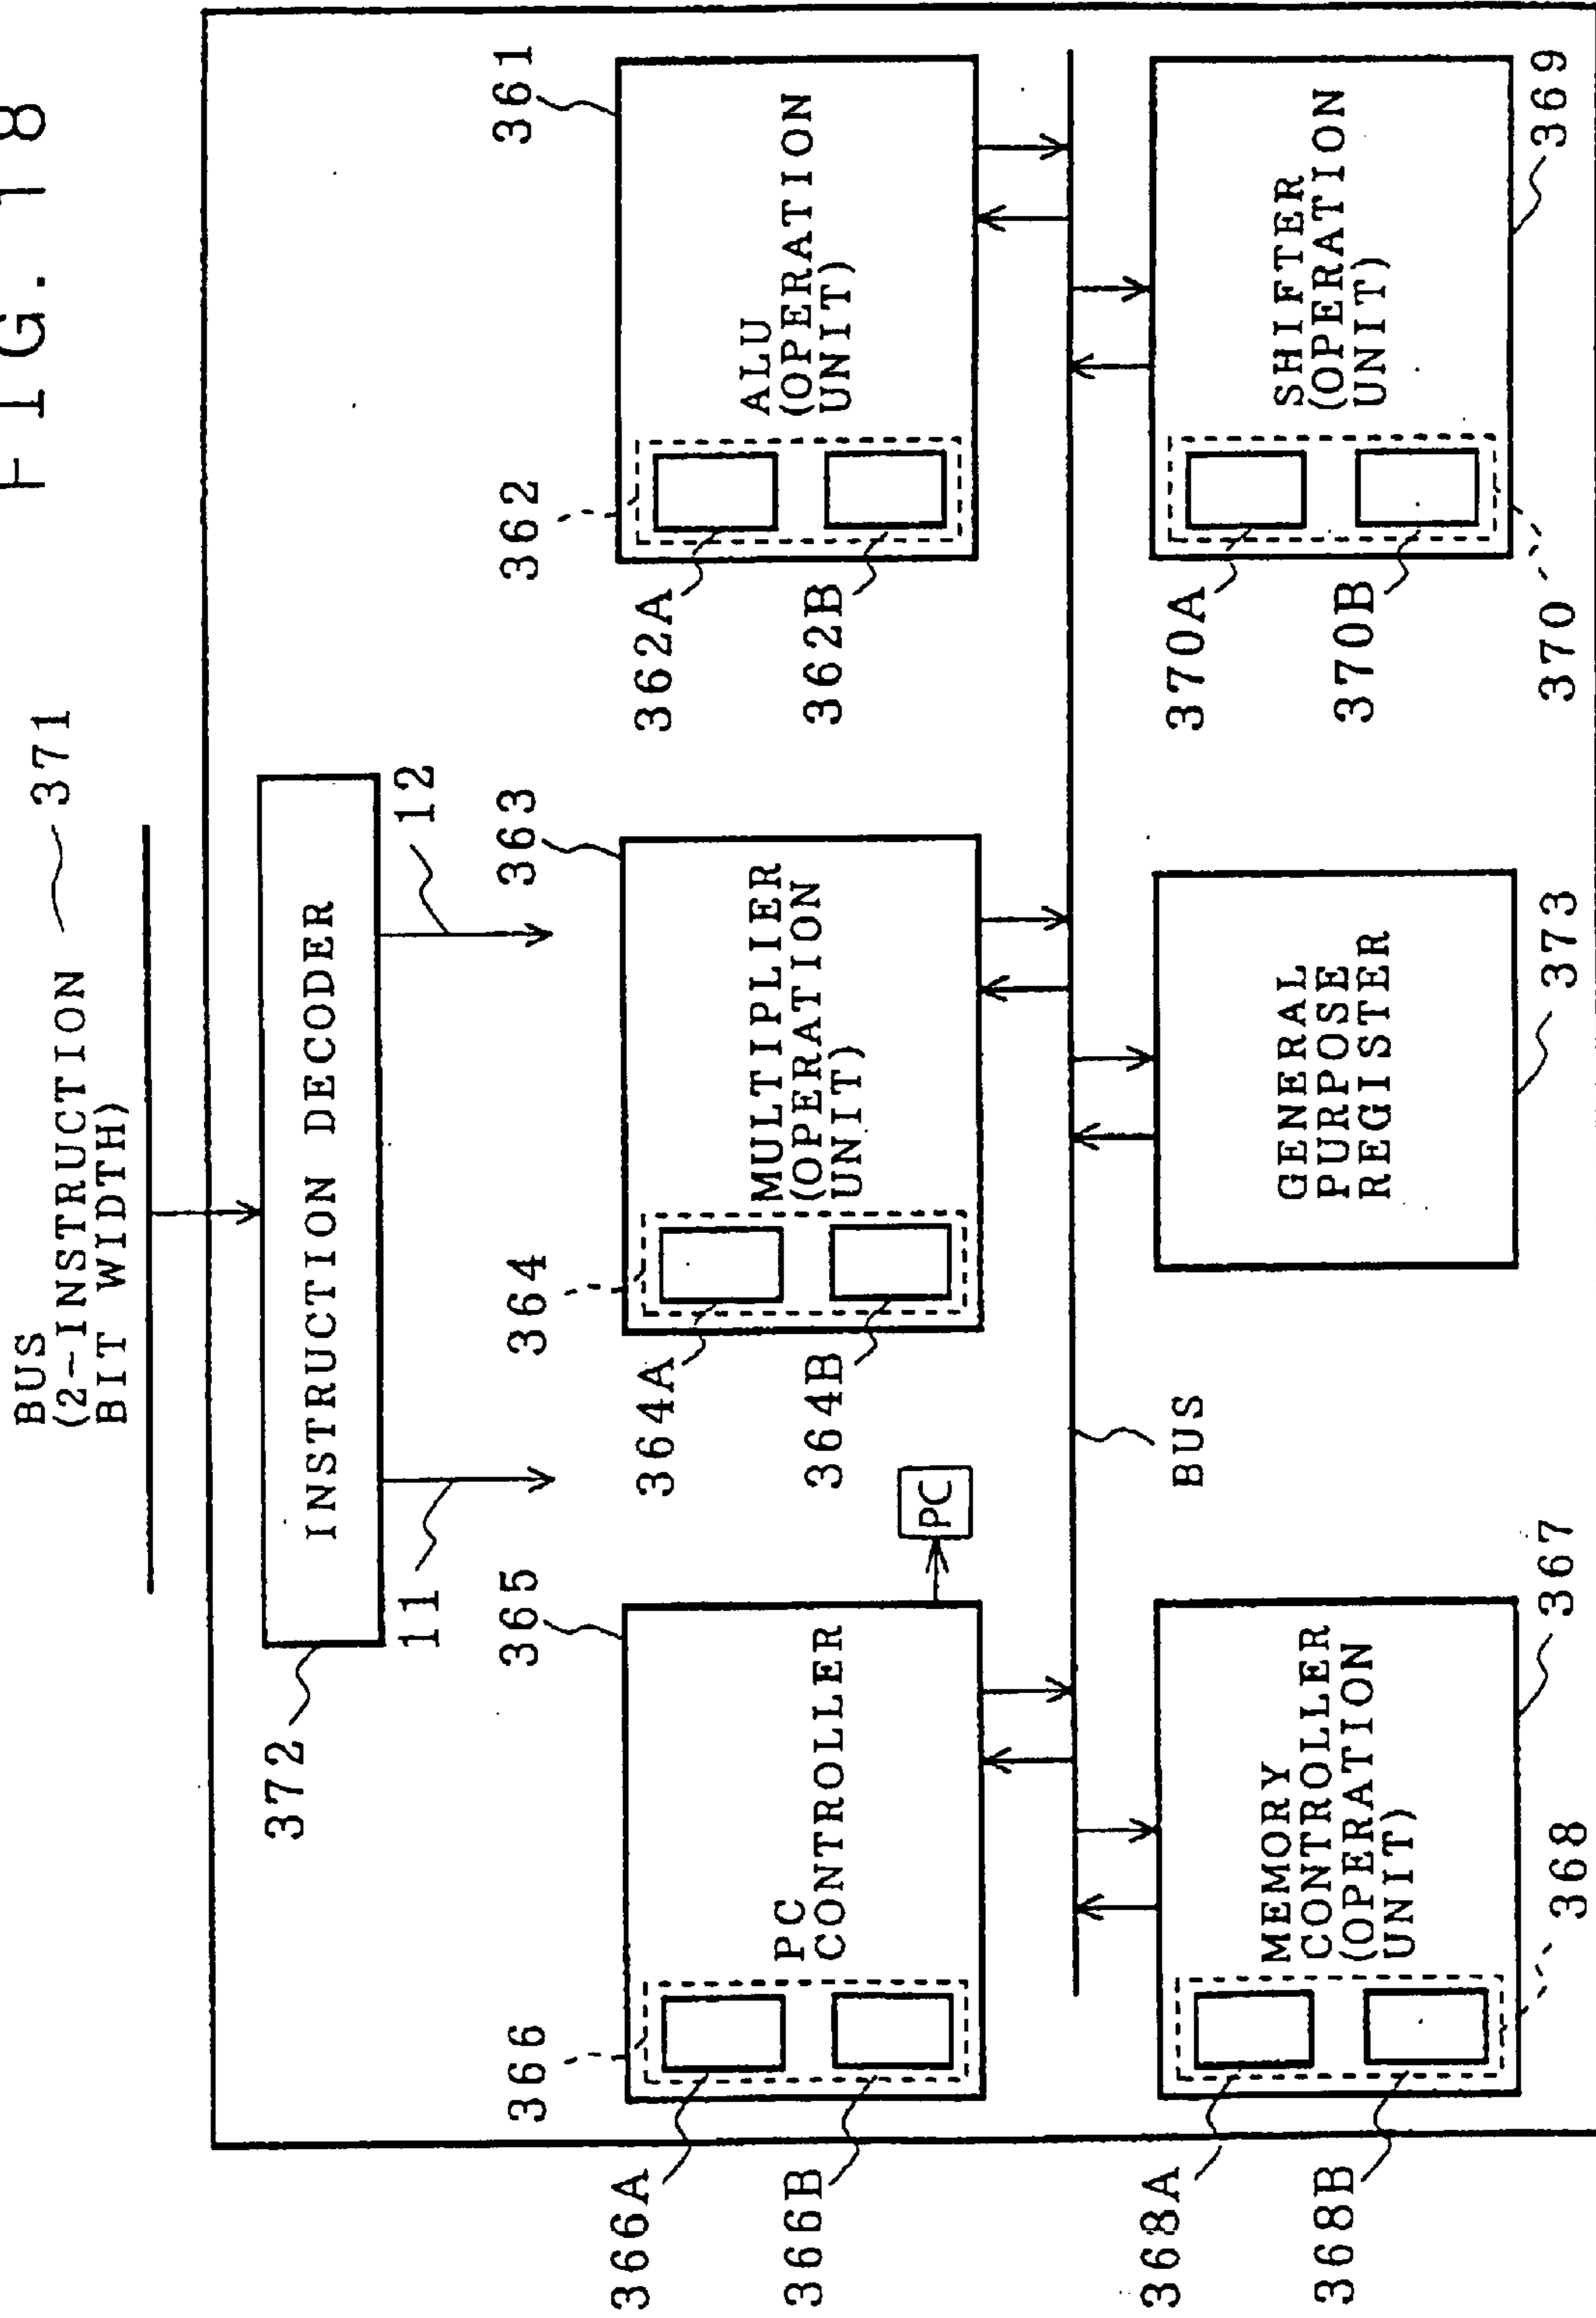 FIG. 18
BUS
(2-INSTRUCTION
BIT WIDTH)
371
INSTRUCTION DECODER
372
11
12
365
366
366A
366B
PC
CONTROLLER
PC
363
364
364A
364B
MULTIPLIER
(OPERATION
UNIT)
361
362
362A
362B
ALU
(OPERATION
UNIT)
BUS
368A
368B
MEMORY
CONTROLLER
(OPERATION
UNIT)
368
367
GENERAL
PURPOSE
REGISTER
373
370A
370B
SHIFTER
(OPERATION
UNIT)
370
369